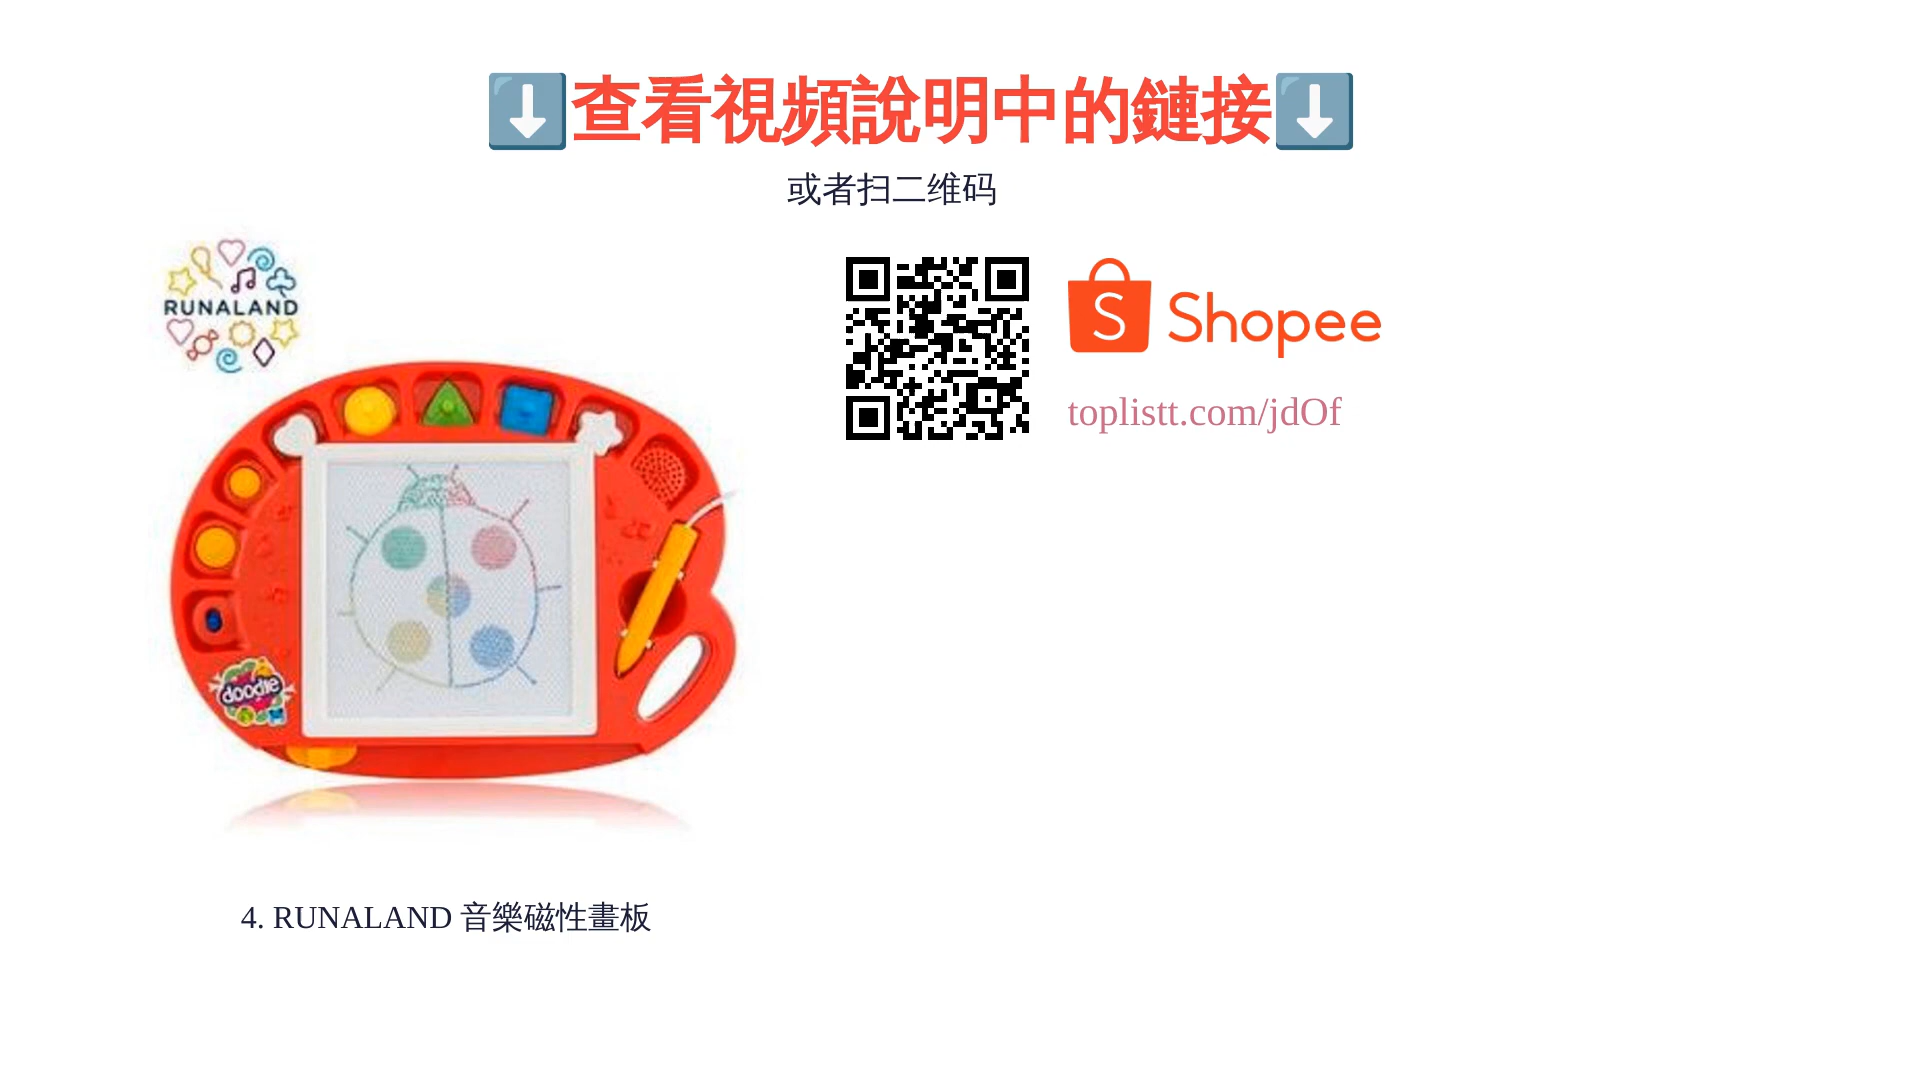 ⬇️查看視頻說明中的鏈接⬇️
或者扫二维码
RUNALAND
Shopee
toplistt.com/jdOf
doodle
4. RUNALAND 音樂磁性畫板